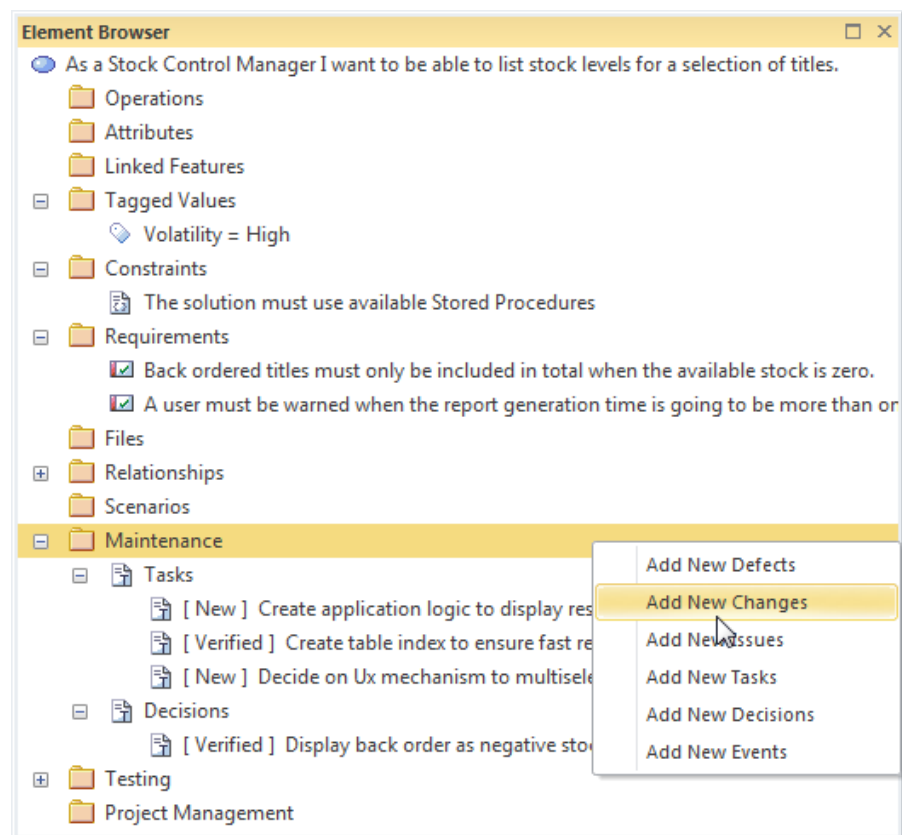 Element Browser
As a Stock Control Manager I want to be able to list stock levels for a selection of titles.
Operations
Attributes
Linked Features
Tagged Values
Volatility = High
Constraints
The solution must use available Stored Procedures
Requirements
Back ordered titles must only be included in total when the available stock is zero.
A user must be warned when the report generation time is going to be more than
Files
Relationships
Scenarios
Maintenance
Tasks
[ New ] Create application logic to display
[ Verified ] Create table index to ensure fast
[ New ] Decide on Ux mechanism to
Decisions
[ Verified ] Display back order as negative
Testing
Project Management
Add New Defects
Add New Changes
Add New Issues
Add New Tasks
Add New Decisions
Add New Events